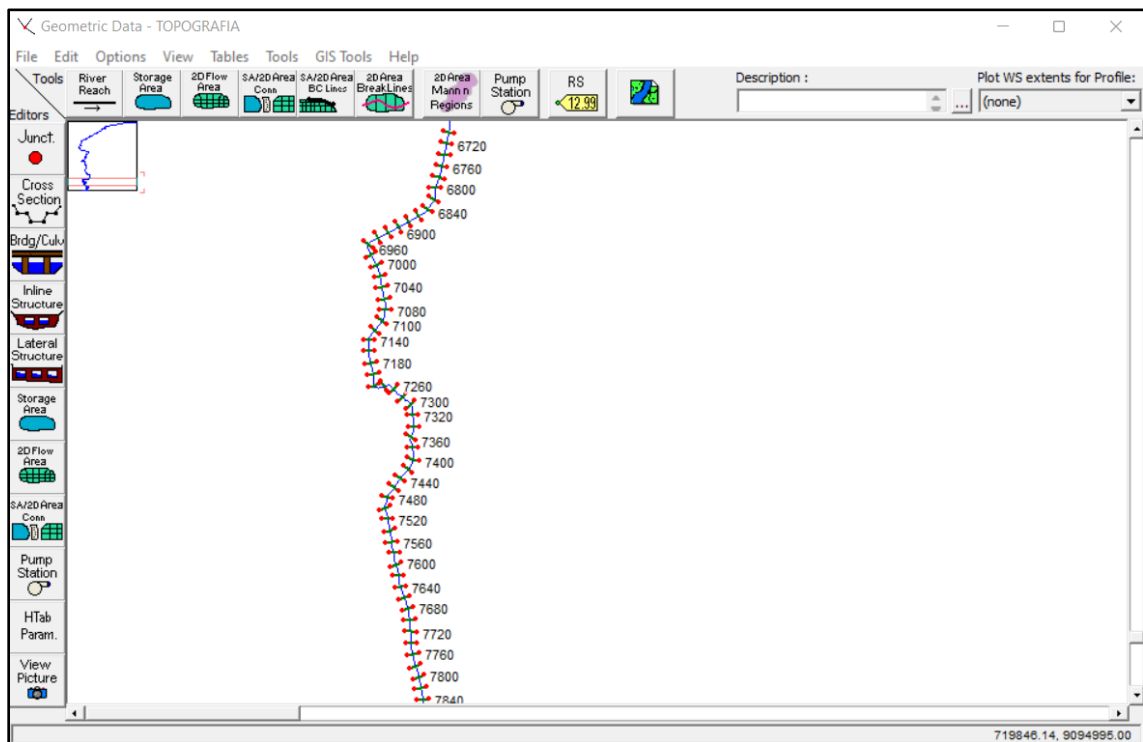 Geometric Data - TOPOGRAFIA
File Edit Options View Tables Tools GIS Tools Help
Tools
Editors
River
Reach
Storage
Area
2D Flow
Area
SA/2D Area
Conn
SA/2D Area
BC Lines
2D Area
BreakLines
2D Area
Mann n
Regions
Pump
Station
RS
12.99
Description :
...
Plot WS extents for Profile:
(none)
Junct.
Cross
Section
Brdg/Culv
Inline
Structure
Lateral
Structure
Storage
Area
2D Flow
Area
SA/2D Area
Conn
Pump
Station
HTab
Param.
View
Picture
6720
6760
6800
6840
6900
6960
7000
7040
7080
7100
7140
7180
7260
7300
7320
7360
7400
7440
7480
7520
7560
7600
7640
7680
7720
7760
7800
7840
719846.14, 9094995.00